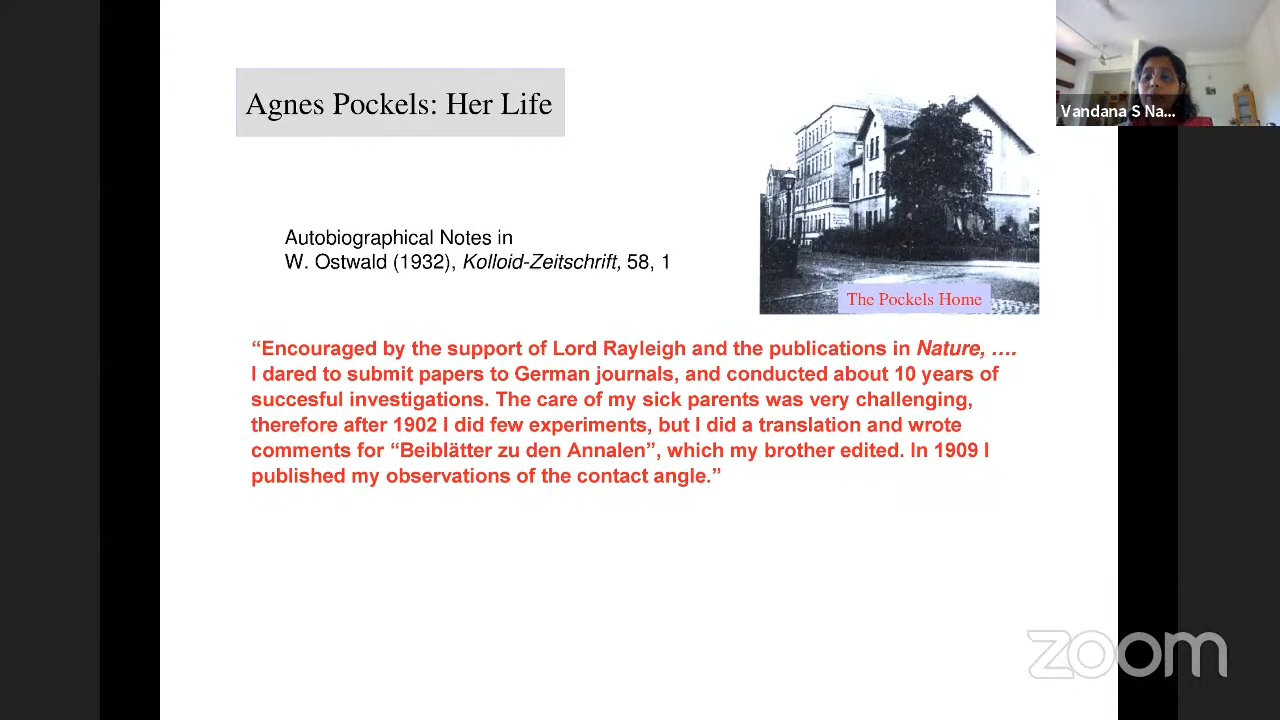 Agnes Pockels: Her Life
Vandana S Na...
Autobiographical Notes in
W. Ostwald (1932), Kolloid-Zeitschrift, 58, 1
The Pockels Home
“Encouraged by the support of Lord Rayleigh and the publications in Nature, ….
I dared to submit papers to German journals, and conducted about 10 years of
succesful investigations. The care of my sick parents was very challenging,
therefore after 1902 I did few experiments, but I did a translation and wrote
comments for “Beiblätter zu den Annalen”, which my brother edited. In 1909 I
published my observations of the contact angle.”
zoom